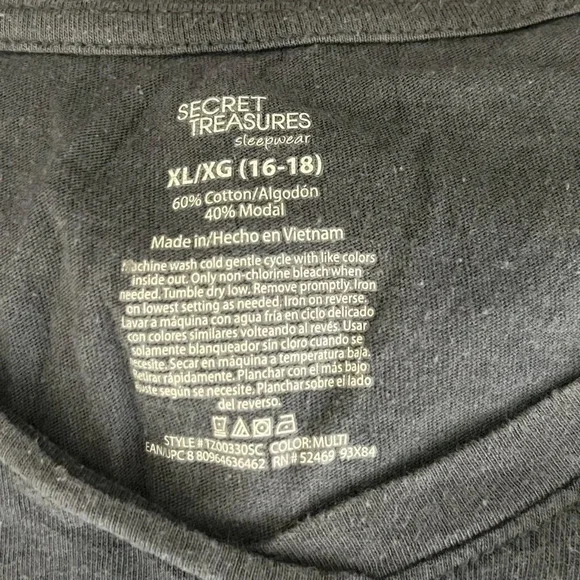 SECRET
TREASURES
sleepwear
XL/XG (16-18)
60% Cotton/Algodón
40% Modal
Made in/Hecho en Vietnam
Machine wash cold gentle cycle with like colors
inside out. Only non-chlorine bleach when
needed. Tumble dry low. Remove promptly. Iron
on lowest setting as needed. Iron on reverse.
Lavar a máquina con agua fría en ciclo delicado
con colores similares volteando al revés. Usar
solamente blanqueador sin cloro cuando se
necesite. Secar en máquina a temperatura baja.
Retirar rápidamente. Planchar con el más bajo
ajuste según se necesite. Planchar sobre el lado
del reverso.
STYLE # TZ00330SC COLOR: MULTI
EAN/UPC 8 80964636462 RN # 52469 93X84